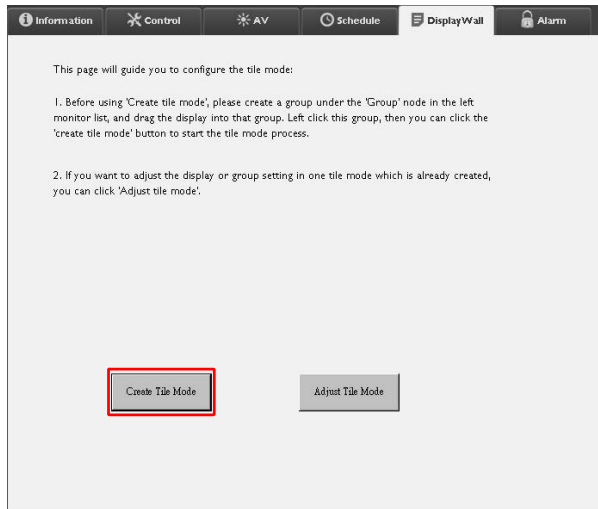 Information Control AV Schedule DisplayWall Alarm
This page will guide you to configure the tile mode:
1. Before using 'Create tile mode', please create a group under the 'Group' node in the left
monitor list, and drag the display into that group. Left click this group, then you can click the
'create tile mode' button to start the tile mode process.
2. If you want to adjust the display or group setting in one tile mode which is already created,
you can click 'Adjust tile mode'.
Create Tile Mode Adjust Tile Mode